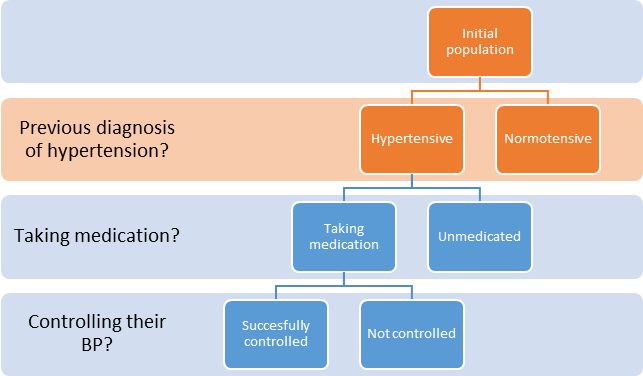 Initial
population
Previous diagnosis
of hypertension?
Hypertensive
Normotensive
Taking medication?
Taking
medication
Unmedicated
Controlling their
BP?
Succesfully
controlled
Not controlled